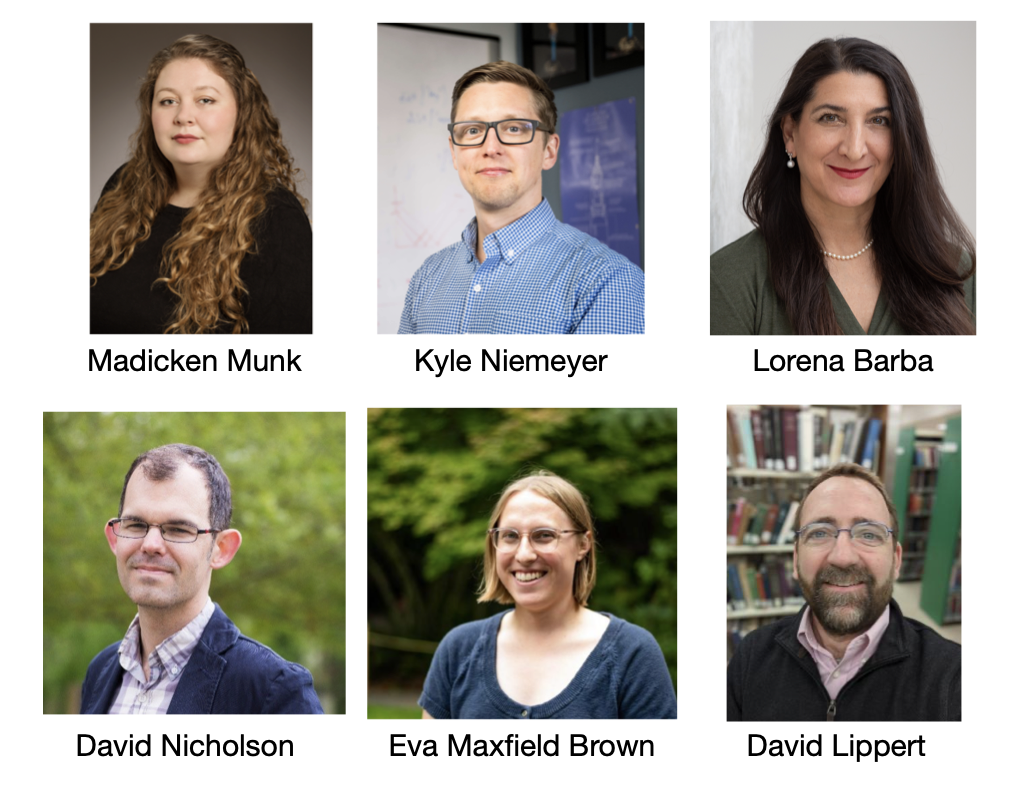 Madicken Munk
Kyle Niemeyer
Lorena Barba
David Nicholson
Eva Maxfield Brown
David Lippert